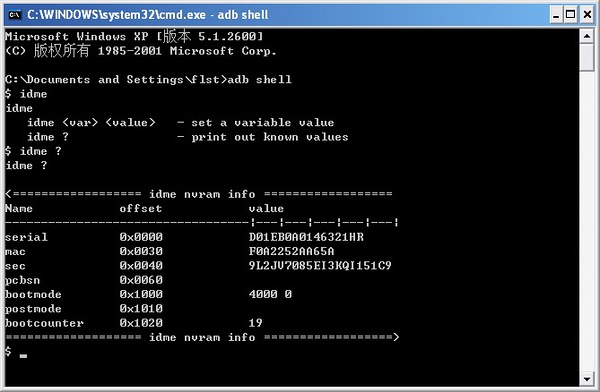 C:\WINDOWS\system32\cmd.exe - adb shell
Microsoft Windows XP [版本 5.1.2600]
(C) 版权所有 1985-2001 Microsoft Corp.
C:\Documents and Settings\flst>adb shell
$ idme
idme
idme <var> <value> - set a variable value
idme ? - print out known values
$ idme ?
idme ?
<================== idme nvram info ==================
Name offset value
----------------------------------¦---¦---¦---¦---¦---¦
serial 0x0000 D01EB0A0146321HR
mac 0x0030 F0A2252AA65A
sec 0x0040 9L2JV7085EI3KQI151C9
pcbsn 0x0060
bootmode 0x1000 4000 0
postmode 0x1010
bootcounter 0x1020 19
=================== idme nvram info ==================>
$ _